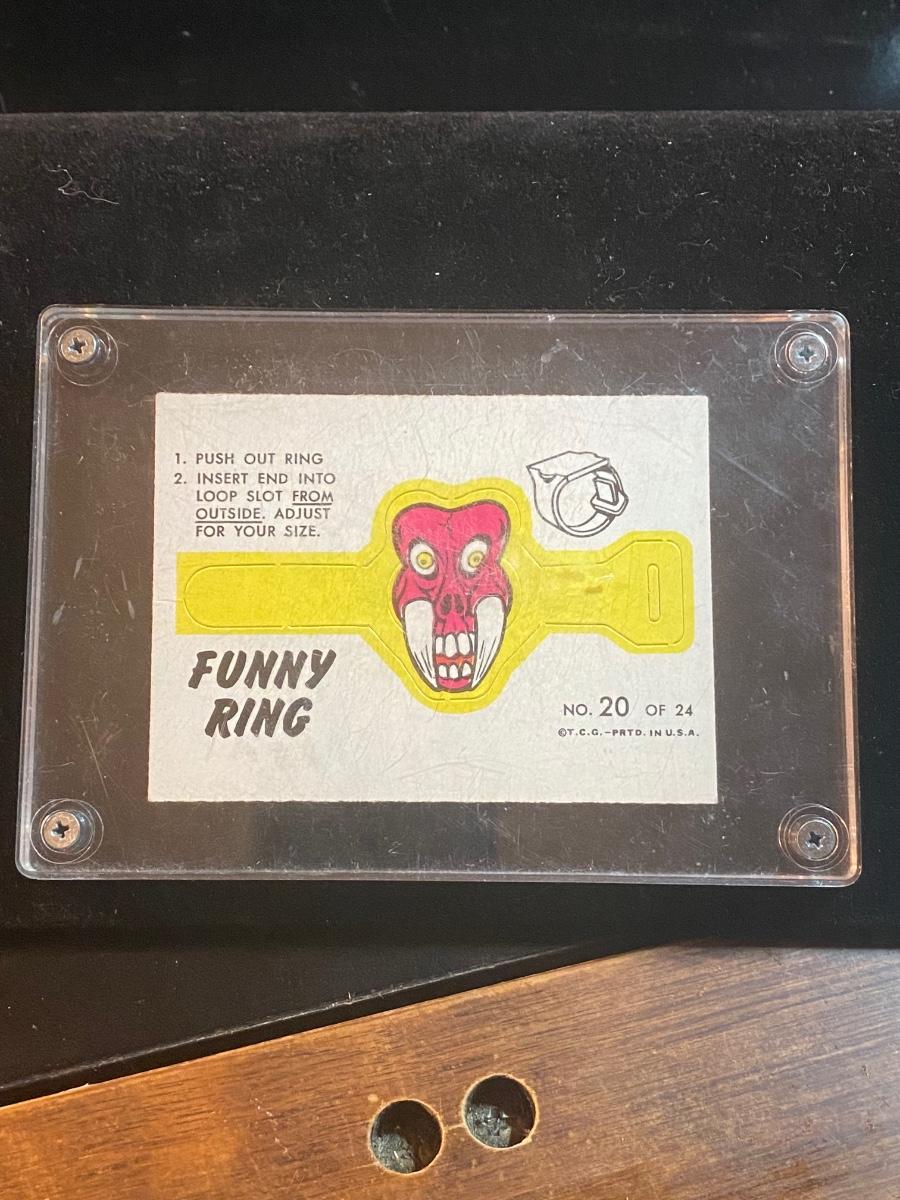 1. PUSH OUT RING
2. INSERT END INTO
LOOP SLOT FROM
OUTSIDE. ADJUST
FOR YOUR SIZE.
FUNNY
RING
NO. 20 OF 24
©T.C.G.–PRTD. IN U.S.A.